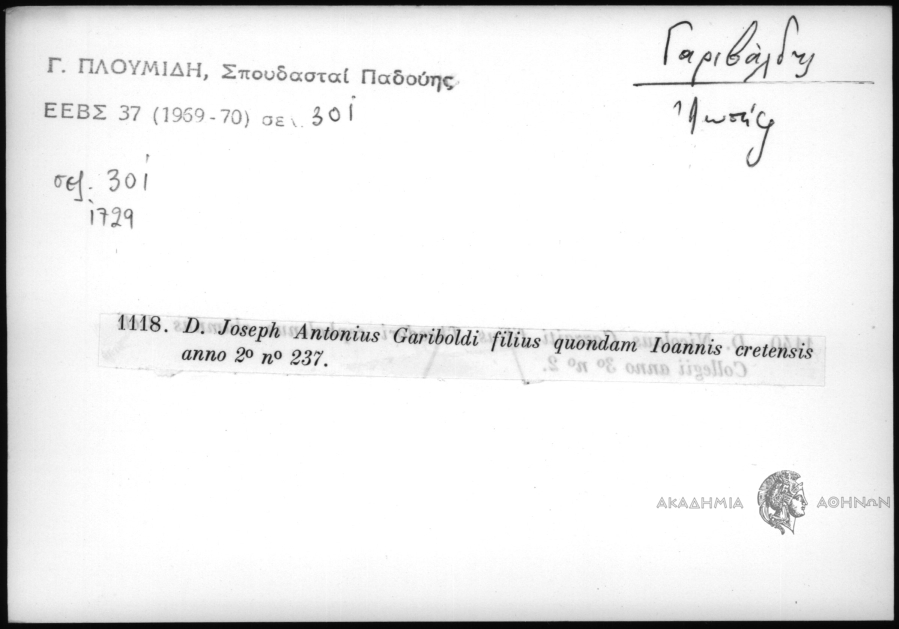 Γ. ΠΛΟΥΜΙΔΗ, Σπουδασταί Παδούης
ΕΕΒΣ 37 (1969-70) σελ. 301
Γαριβάλδης
Ἰωσήφ
σελ. 301
1729
1118. D. Joseph Antonius Gariboldi filius quondam Ioannis cretensis
anno 2º nº 237.
ΑΚΑΔΗΜΙΑ ΑΘΗΝΩΝ